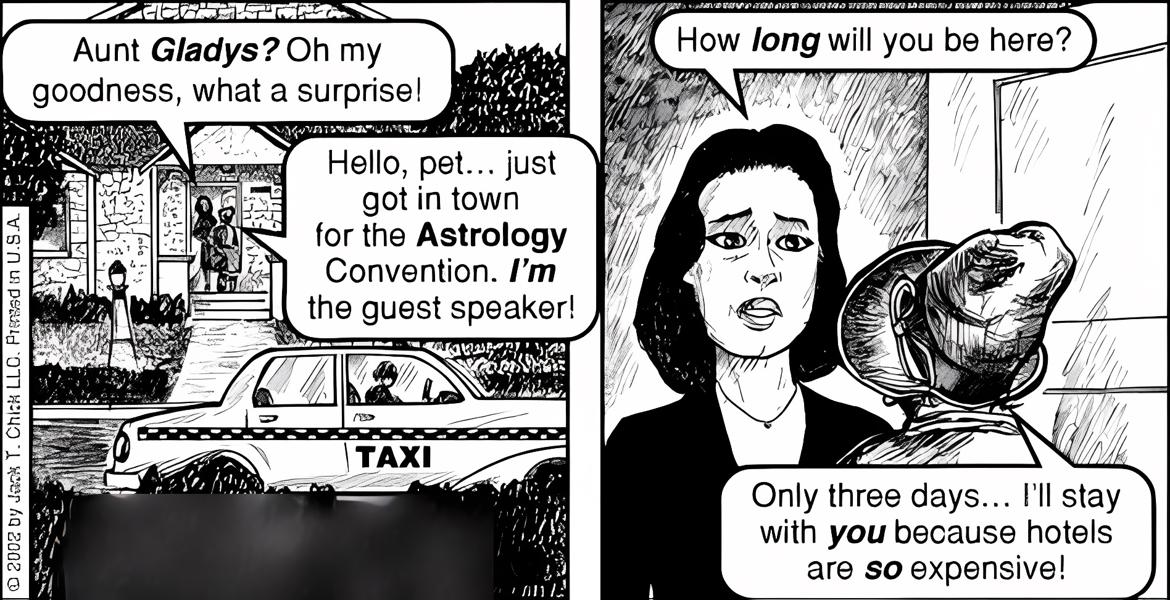 Aunt Gladys? Oh my
goodness, what a surprise!
Hello, pet... just
got in town
for the Astrology
Convention. I'm
the guest speaker!
TAXI
© 2002 by Jack T. Chick LLC. Printed in U.S.A.
How long will you be here?
Only three days... I'll stay
with you because hotels
are so expensive!